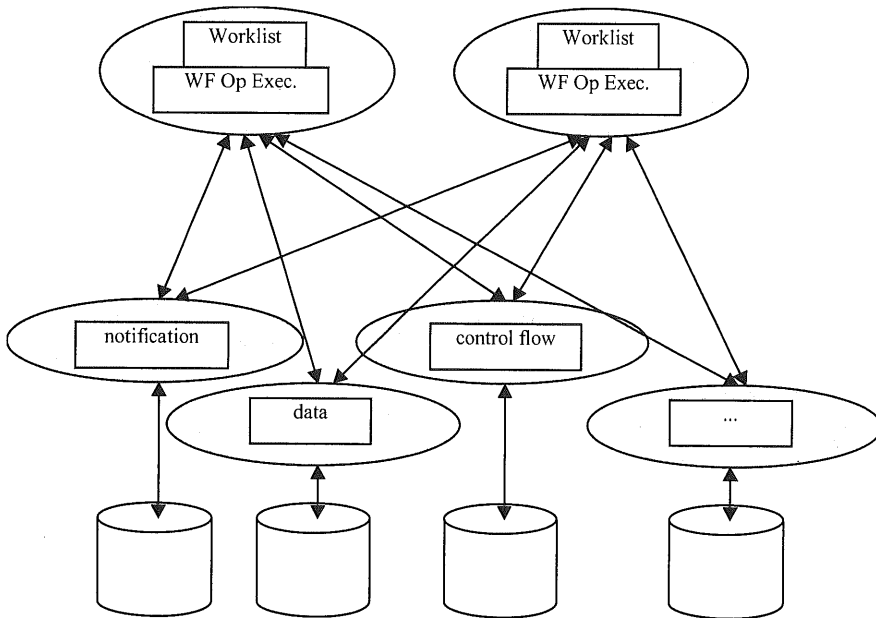 Worklist
WF Op Exec.
Worklist
WF Op Exec.
notification
control flow
data
...